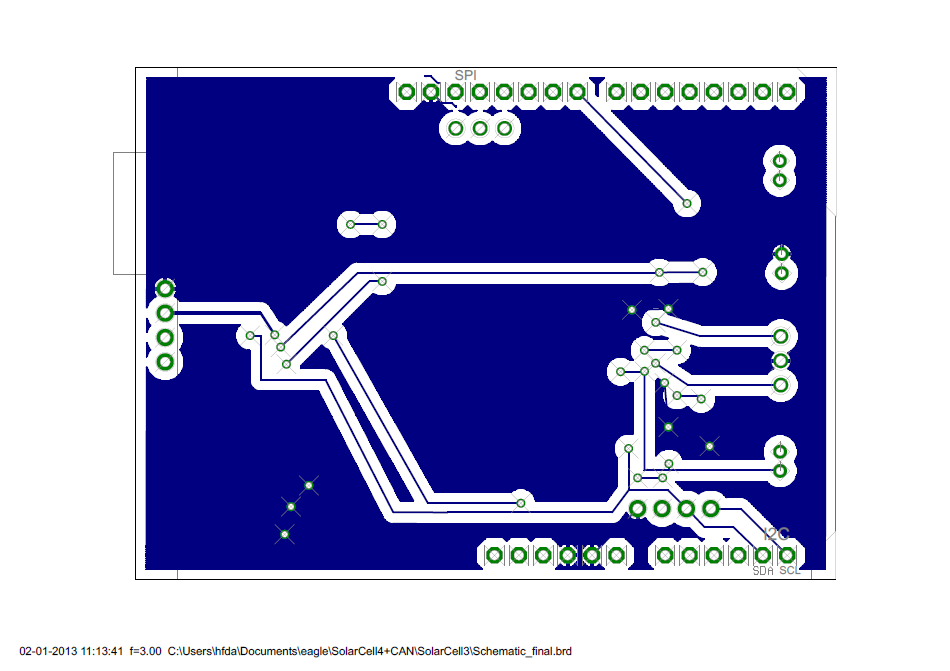 SPI
I2C
SDA SCL
02-01-2013 11:13:41 f=3.00 C:\Users\hfda\Documents\eagle\SolarCell4+CAN\SolarCell3\Schematic_final.brd